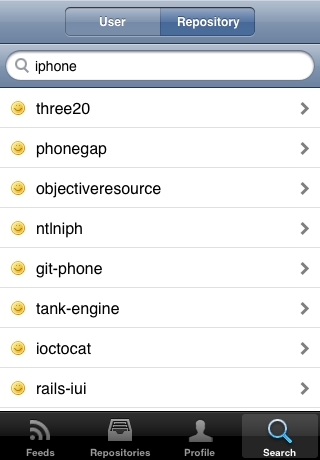 User Repository
iphone
three20
phonegap
objectiveresource
ntlniph
git-phone
tank-engine
ioctocat
rails-iui
Feeds Repositories Profile Search